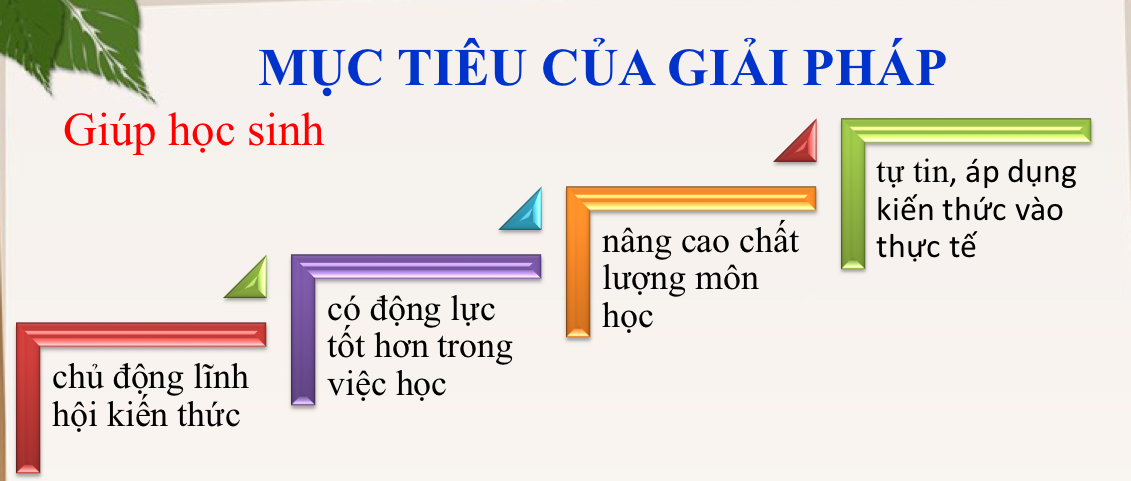 MỤC TIÊU CỦA GIẢI PHÁP
Giúp học sinh
chủ động lĩnh
hội kiến thức
có động lực
tốt hơn trong
việc học
nâng cao chất
lượng môn
học
tự tin, áp dụng
kiến thức vào
thực tế